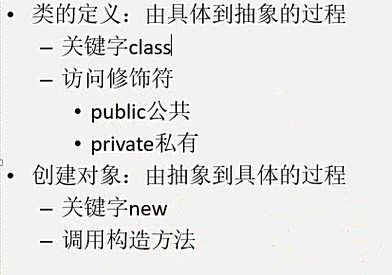 • 类的定义：由具体到抽象的过程
– 关键字class
– 访问修饰符
• public公共
• private私有
• 创建对象：由抽象到具体的过程
– 关键字new
– 调用构造方法